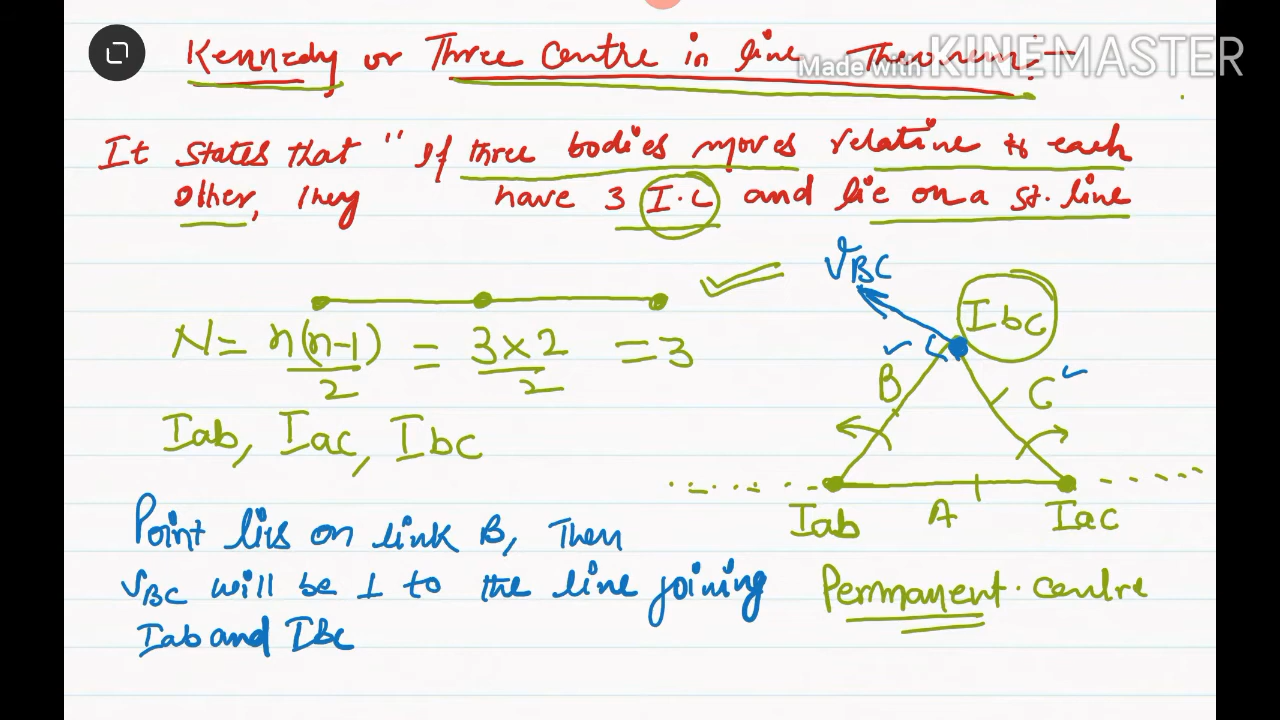 Kennedy or Three Centre in line Theorem:-
Made with KINEMASTER
It states that "If three bodies moves relative to each
other, they have 3 I.C and lie on a st. line
N = n(n-1)/2 = 3×2/2 = 3
Iab, Iac, Ibc
VBC
Ibc
B
C
Iab
A
Iac
Permanent centre
Point lies on link B, Then
VBC will be ⊥ to the line joining
Iab and Ibc